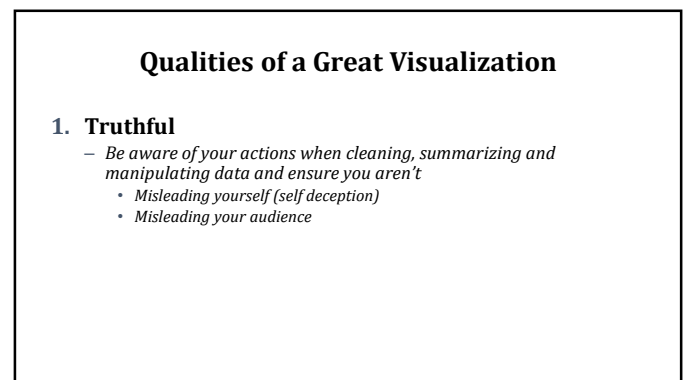 Qualities of a Great Visualization
1. Truthful
– Be aware of your actions when cleaning, summarizing and
manipulating data and ensure you aren't
• Misleading yourself (self deception)
• Misleading your audience